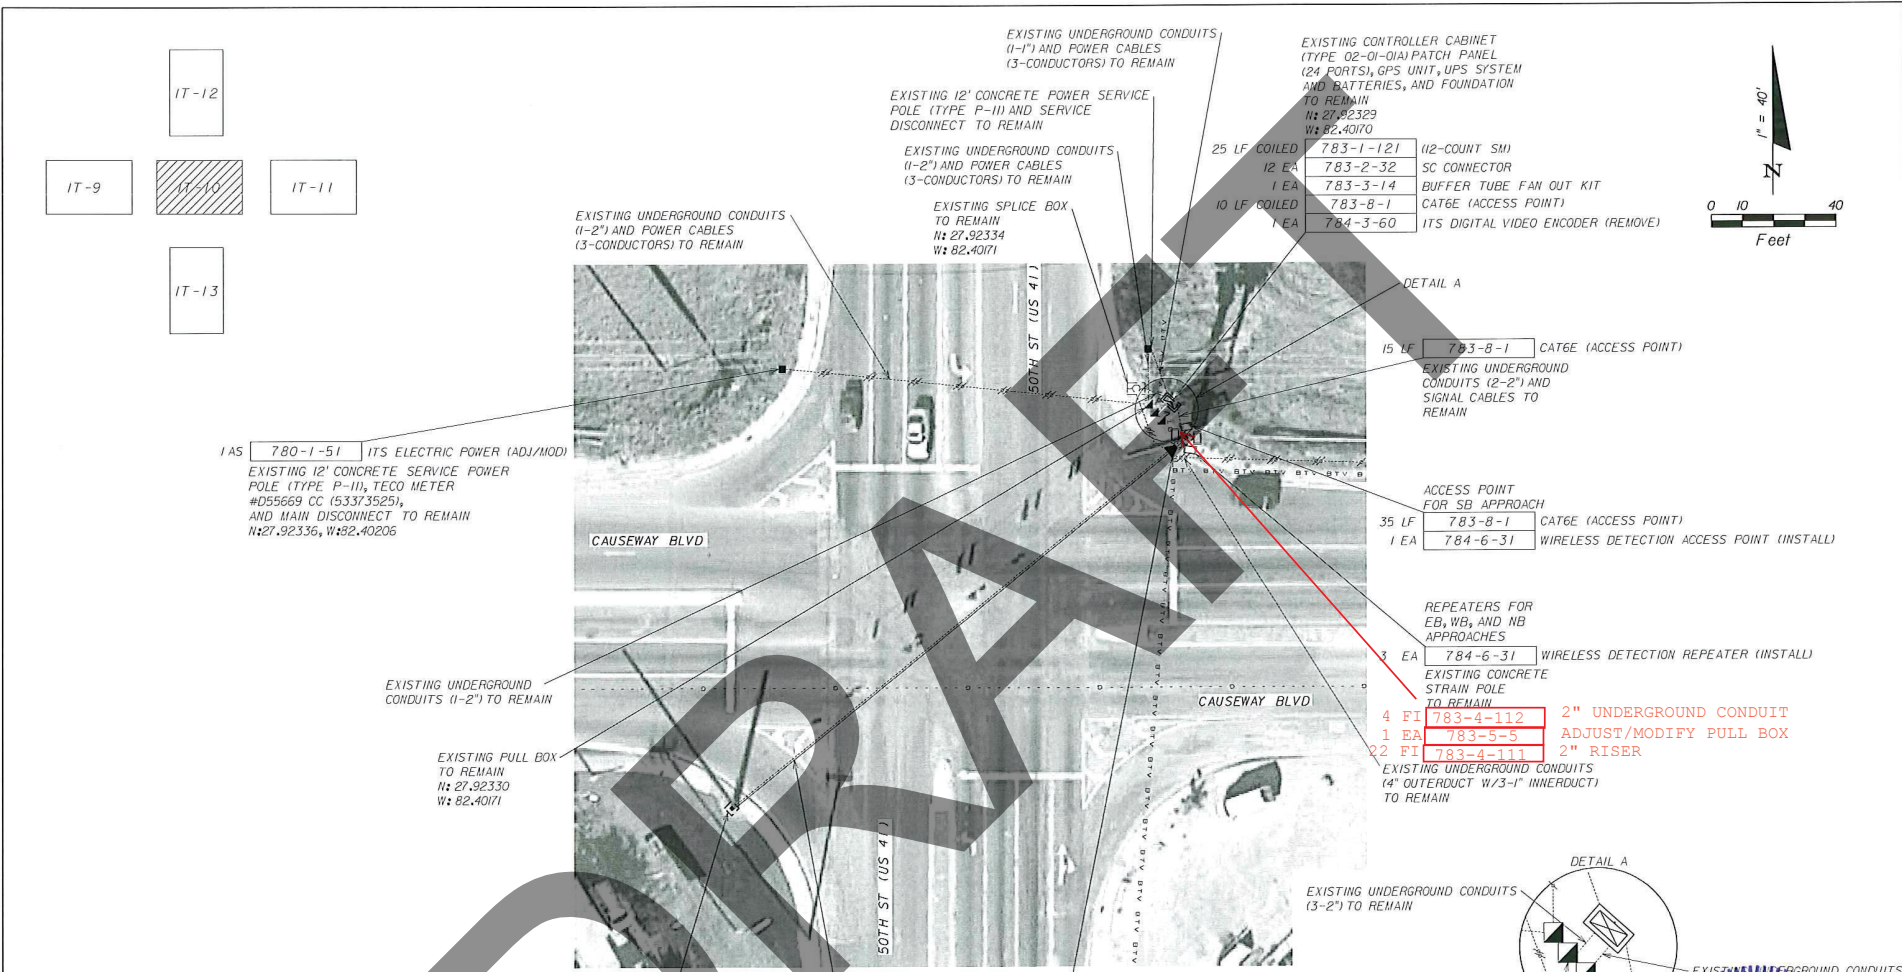 IT-12
IT-9
IT-10
IT-11
IT-13
EXISTING UNDERGROUND CONDUITS
(1-1") AND POWER CABLES
(3-CONDUCTORS) TO REMAIN
EXISTING 12' CONCRETE POWER SERVICE
POLE (TYPE P-II) AND SERVICE
DISCONNECT TO REMAIN
EXISTING UNDERGROUND CONDUITS
(1-2") AND POWER CABLES
(3-CONDUCTORS) TO REMAIN
EXISTING SPLICE BOX
TO REMAIN
N: 27.92334
W: 82.40171
EXISTING UNDERGROUND CONDUITS
(1-2") AND POWER CABLES
(3-CONDUCTORS) TO REMAIN
EXISTING CONTROLLER CABINET
(TYPE 02-01-01A) PATCH PANEL
(24 PORTS), GPS UNIT, UPS SYSTEM
AND BATTERIES, AND FOUNDATION
TO REMAIN
N: 27.92329
W: 82.40170
25 LF COILED 783-1-121 (12-COUNT SM)
12 EA 783-2-32 SC CONNECTOR
1 EA 783-3-14 BUFFER TUBE FAN OUT KIT
10 LF COILED 783-8-1 CAT6E (ACCESS POINT)
1 EA 784-3-60 ITS DIGITAL VIDEO ENCODER (REMOVE)
1" = 40'
N
0 10 40
Feet
DETAIL A
15 LF 783-8-1 CAT6E (ACCESS POINT)
EXISTING UNDERGROUND
CONDUITS (2-2") AND
SIGNAL CABLES TO
REMAIN
50TH ST (US 41)
1 AS 780-1-51 ITS ELECTRIC POWER (ADJ/MOD)
EXISTING 12' CONCRETE SERVICE POWER
POLE (TYPE P-II), TECO METER
#D55669 CC (53373525),
AND MAIN DISCONNECT TO REMAIN
N:27.92336, W:82.40206
CAUSEWAY BLVD
ACCESS POINT
FOR SB APPROACH
35 LF 783-8-1 CAT6E (ACCESS POINT)
1 EA 784-6-31 WIRELESS DETECTION ACCESS POINT (INSTALL)
REPEATERS FOR
EB, WB, AND NB
APPROACHES
3 EA 784-6-31 WIRELESS DETECTION REPEATER (INSTALL)
EXISTING CONCRETE
STRAIN POLE
TO REMAIN
4 FI 783-4-112 2" UNDERGROUND CONDUIT
1 EA 783-5-5 ADJUST/MODIFY PULL BOX
22 FI 783-4-111 2" RISER
EXISTING UNDERGROUND CONDUITS
(4" OUTERDUCT W/3-1" INNERDUCT)
TO REMAIN
EXISTING UNDERGROUND
CONDUITS (1-2") TO REMAIN
CAUSEWAY BLVD
EXISTING PULL BOX
TO REMAIN
N: 27.92330
W: 82.40171
50TH ST (US 41)
DETAIL A
EXISTING UNDERGROUND CONDUITS
(3-2") TO REMAIN
EXISTING UNDERGROUND CONDUITS
DRAFT